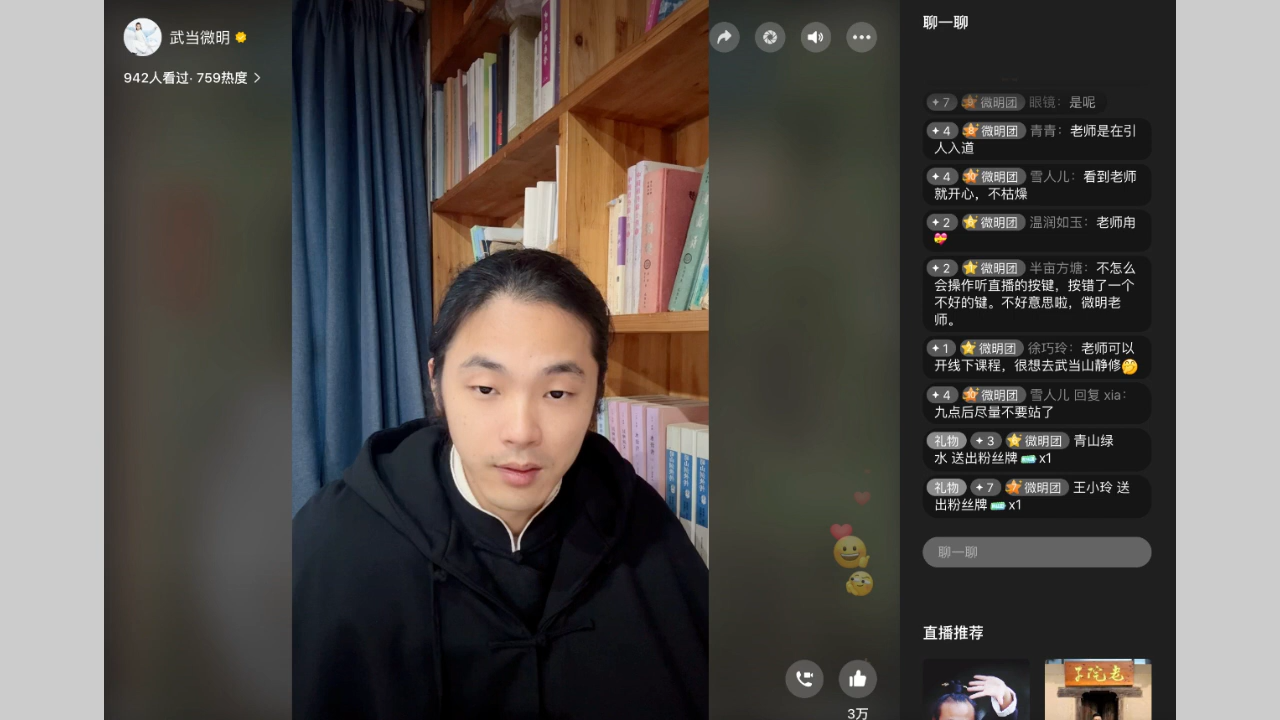 武当微明
942人看过·759热度 >
聊一聊
+7 微明团 眼镜：是呢
+4 微明团 青青：老师是在引
人入道
+4 微明团 雪人儿：看到老师
就开心，不枯燥
+2 微明团 温润如玉：老师甪
+2 微明团 半亩方塘：不怎么
会操作听直播的按键，按错了一个
不好的键。不好意思啦，微明老
师。
+1 微明团 徐巧玲：老师可以
开线下课程，很想去武当山静修
+4 微明团 雪人儿 回复 xia：
九点后尽量不要站了
礼物 +3 微明团 青山绿
水 送出粉丝牌 x1
礼物 +7 微明团 王小玲 送
出粉丝牌 x1
聊一聊
直播推荐
3万